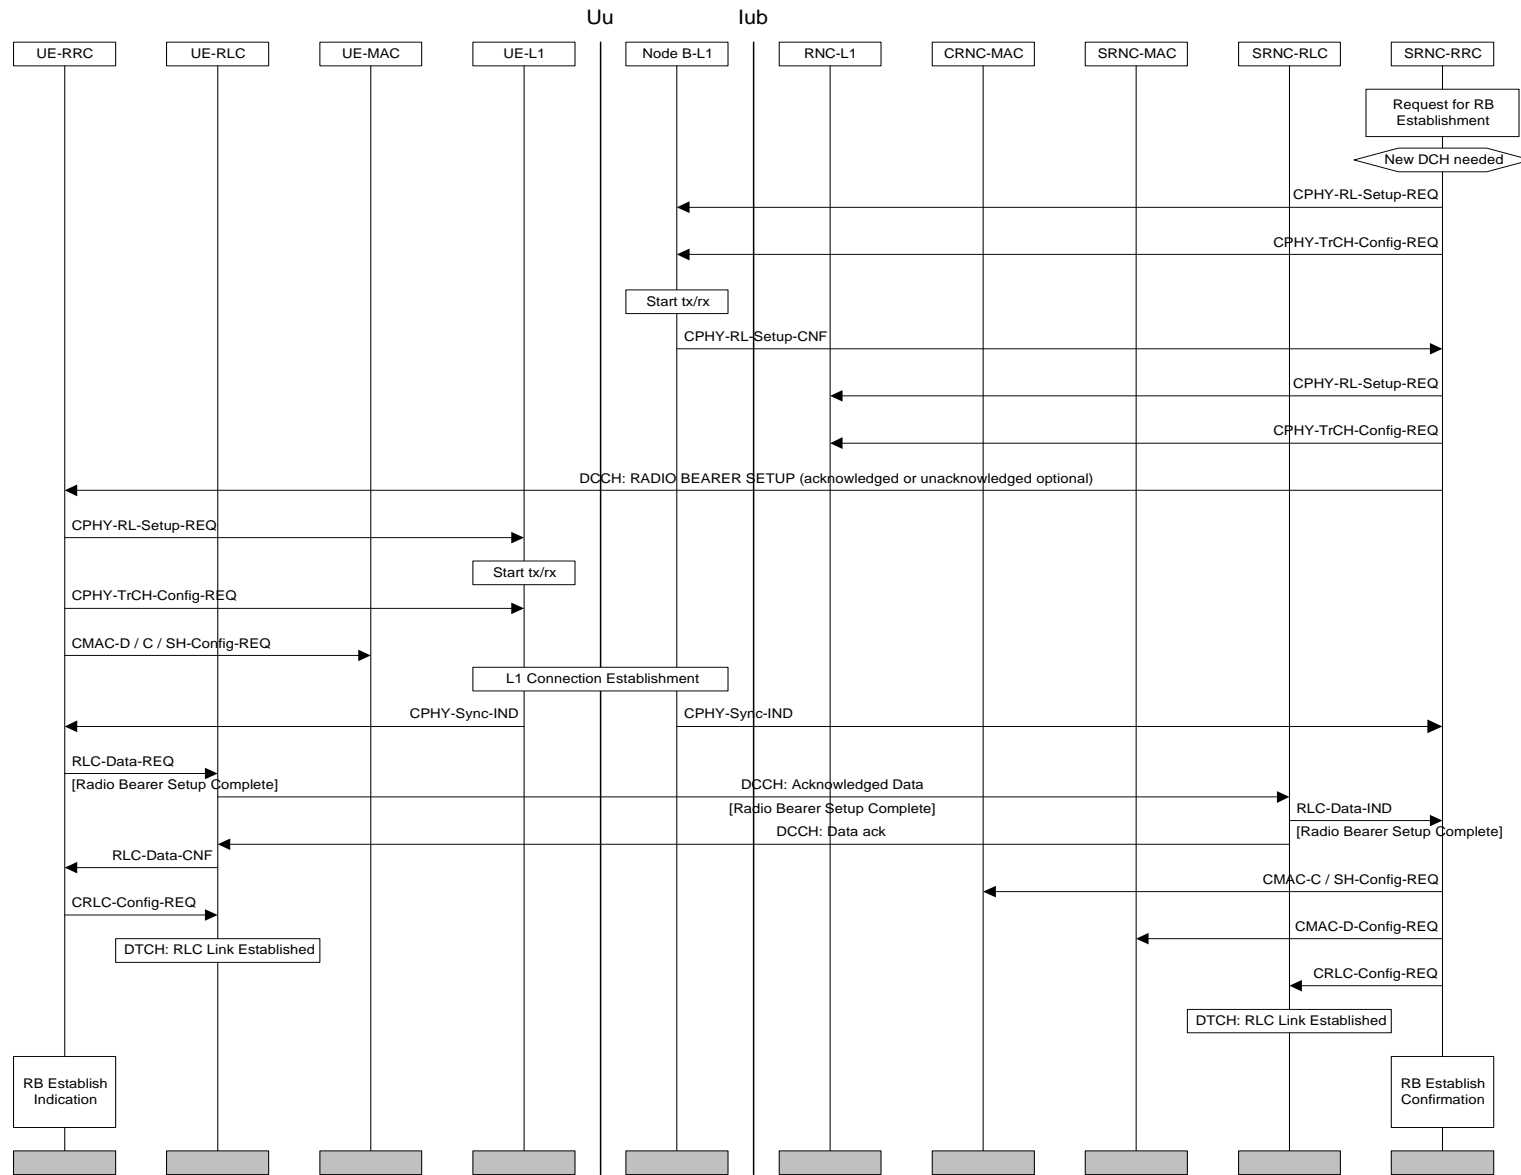 Uu
Iub
UE-RRC
UE-RLC
UE-MAC
UE-L1
Node B-L1
RNC-L1
CRNC-MAC
SRNC-MAC
SRNC-RLC
SRNC-RRC
Request for RB
Establishment
New DCH needed
CPHY-RL-Setup-REQ
CPHY-TrCH-Config-REQ
Start tx/rx
CPHY-RL-Setup-CNF
CPHY-RL-Setup-REQ
CPHY-TrCH-Config-REQ
DCCH: RADIO BEARER SETUP (acknowledged or unacknowledged optional)
CPHY-RL-Setup-REQ
Start tx/rx
CPHY-TrCH-Config-REQ
CMAC-D / C / SH-Config-REQ
L1 Connection Establishment
CPHY-Sync-IND
CPHY-Sync-IND
RLC-Data-REQ
[Radio Bearer Setup Complete]
DCCH: Acknowledged Data
[Radio Bearer Setup Complete]
RLC-Data-IND
[Radio Bearer Setup Complete]
DCCH: Data ack
RLC-Data-CNF
CMAC-C / SH-Config-REQ
CRLC-Config-REQ
CMAC-D-Config-REQ
DTCH: RLC Link Established
CRLC-Config-REQ
DTCH: RLC Link Established
RB Establish
Indication
RB Establish
Confirmation